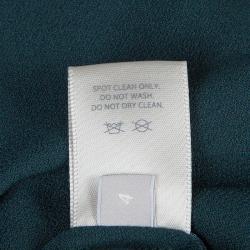 SPOT CLEAN ONLY.
DO NOT WASH.
DO NOT DRY CLEAN.
4